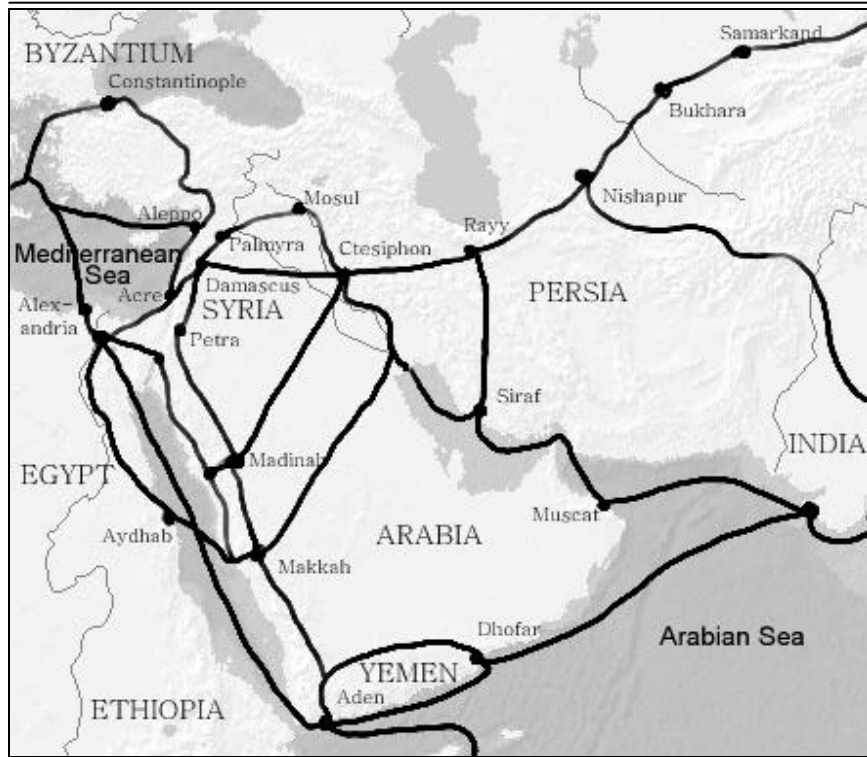 Samarkand
BYZANTIUM
Constantinople
Bukhara
Mosul
Nishapur
Aleppo
Rayy
Palmyra
Ctesiphon
Mediterranean
Sea
Acre
Damascus
SYRIA
PERSIA
Alex-
andria
Petra
Siraf
INDIA
Madinah
EGYPT
Muscat
Aydhab
ARABIA
Makkah
Dhofar
Arabian Sea
YEMEN
Aden
ETHIOPIA